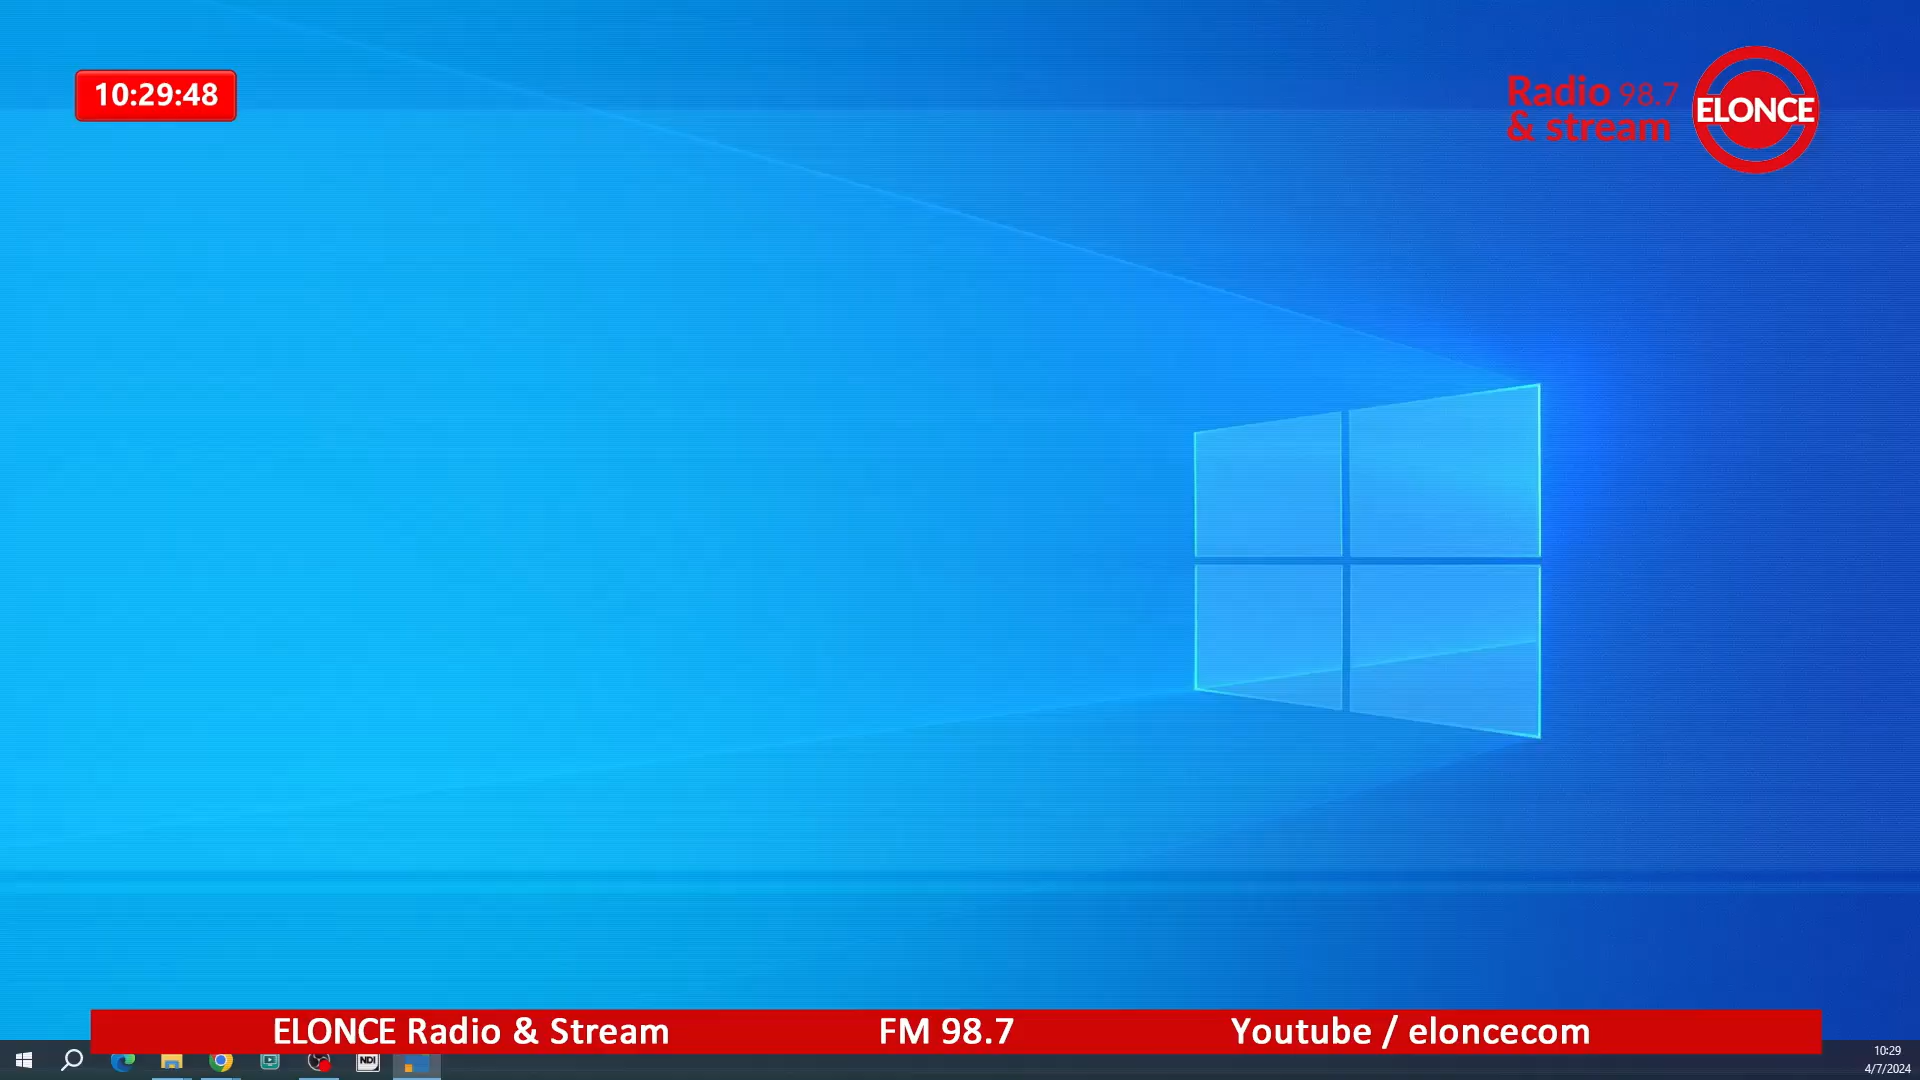 10:29:48
Radio 98.7
& stream
ELONCE
ELONCE Radio & Stream
FM 98.7
Youtube / eloncecom
NDI
10:29
4/7/2024